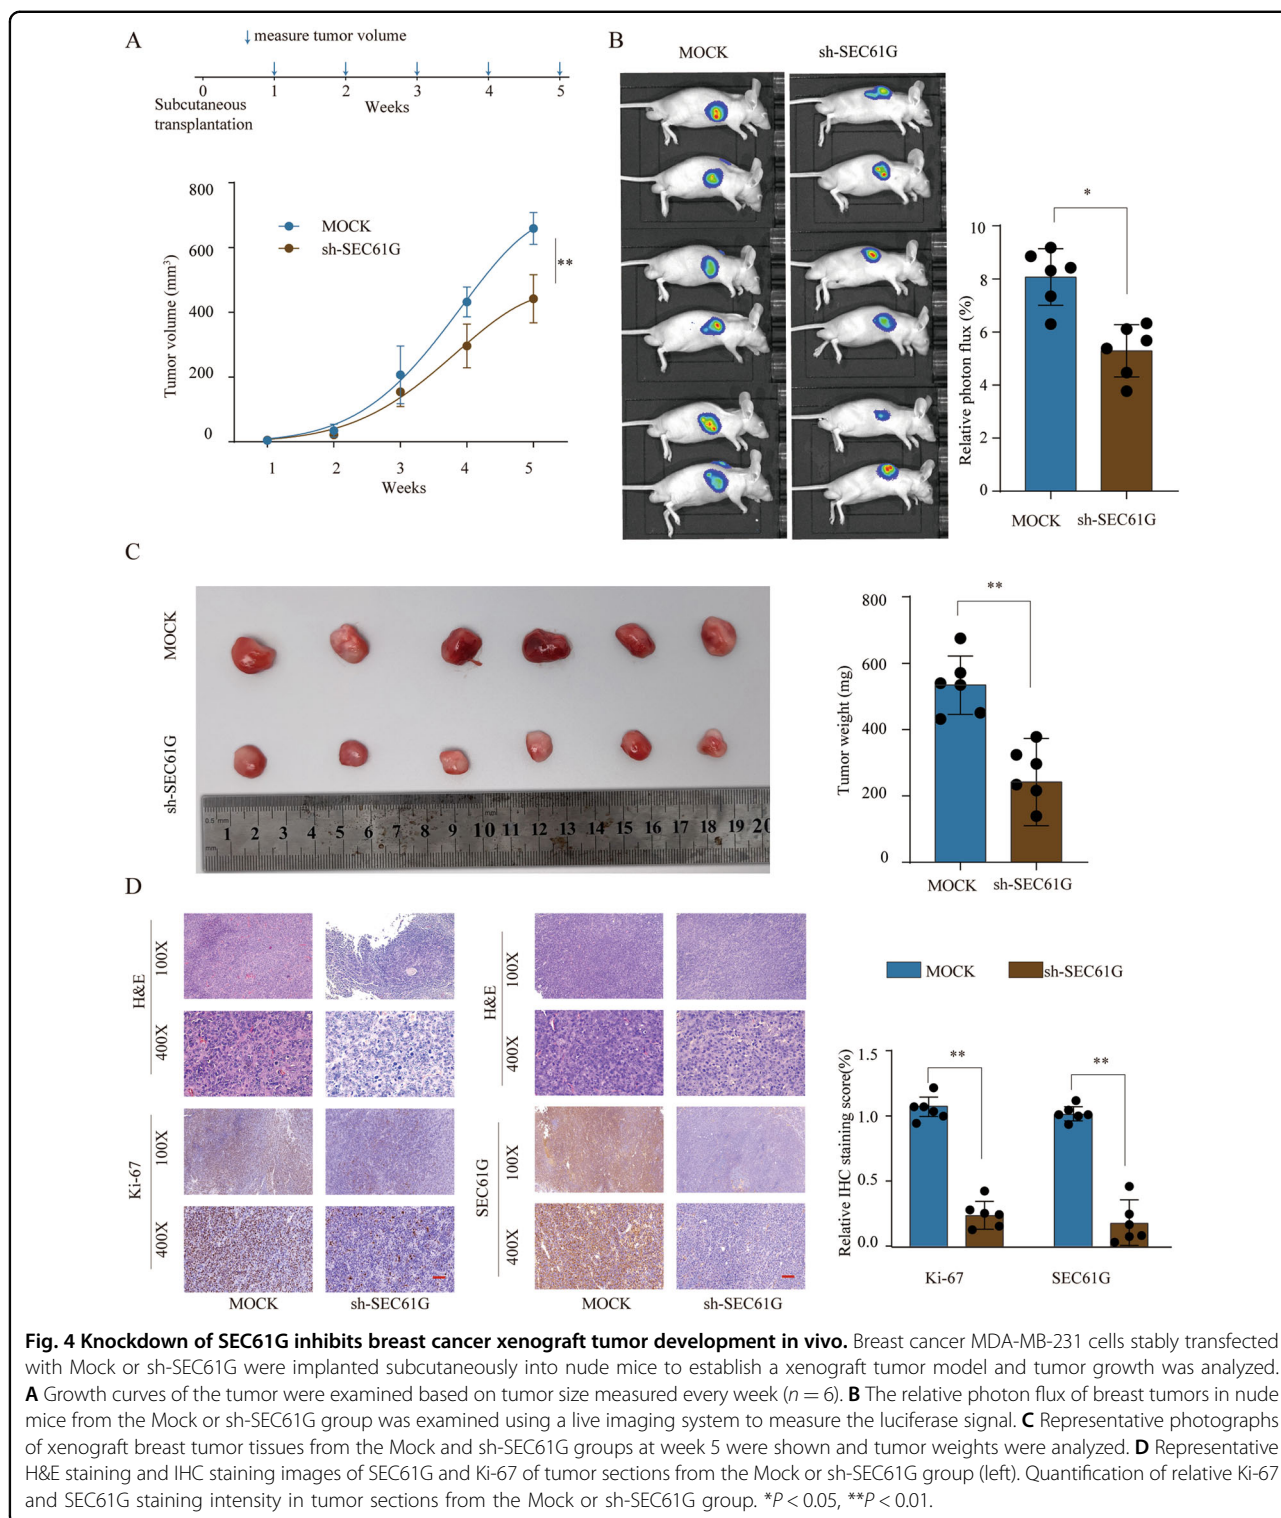 A
measure tumor volume
0
1
2
3
4
5
Weeks
Subcutaneous
transplantation
800
600
400
200
0
Tumor volume (mm³)
MOCK
sh-SEC61G
**
1
2
3
4
5
Weeks
B
MOCK
sh-SEC61G
*
10
8
6
4
2
0
Relative photon flux (%)
MOCK
sh-SEC61G
C
MOCK
sh-SEC61G
0.5 mm
mm
1 2 3 4 5 6 7 8 9 10 11 12 13 14 15 16 17 18 19 20
**
800
600
400
200
0
Tumor weight (mg)
MOCK
sh-SEC61G
D
H&E
100X
400X
Ki-67
100X
400X
MOCK
sh-SEC61G
H&E
100X
400X
SEC61G
100X
400X
MOCK
sh-SEC61G
MOCK
sh-SEC61G
1.5
1.0
0.5
0.0
Relative IHC staining score(%)
**
**
Ki-67
SEC61G
Fig. 4 Knockdown of SEC61G inhibits breast cancer xenograft tumor development in vivo. Breast cancer MDA-MB-231 cells stably transfected
with Mock or sh-SEC61G were implanted subcutaneously into nude mice to establish a xenograft tumor model and tumor growth was analyzed.
A Growth curves of the tumor were examined based on tumor size measured every week (n = 6). B The relative photon flux of breast tumors in nude
mice from the Mock or sh-SEC61G group was examined using a live imaging system to measure the luciferase signal. C Representative photographs
of xenograft breast tumor tissues from the Mock and sh-SEC61G groups at week 5 were shown and tumor weights were analyzed. D Representative
H&E staining and IHC staining images of SEC61G and Ki-67 of tumor sections from the Mock or sh-SEC61G group (left). Quantification of relative Ki-67
and SEC61G staining intensity in tumor sections from the Mock or sh-SEC61G group. *P < 0.05, **P < 0.01.